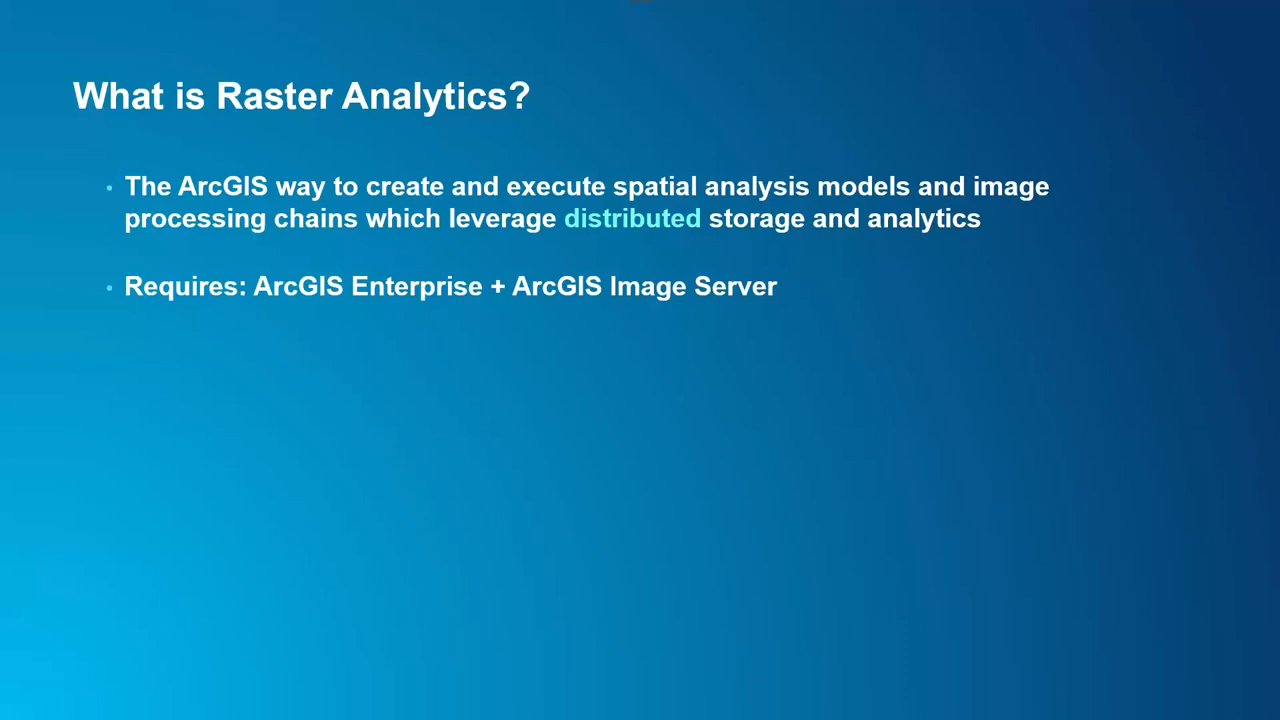 What is Raster Analytics?
• The ArcGIS way to create and execute spatial analysis models and image
processing chains which leverage distributed storage and analytics
• Requires: ArcGIS Enterprise + ArcGIS Image Server